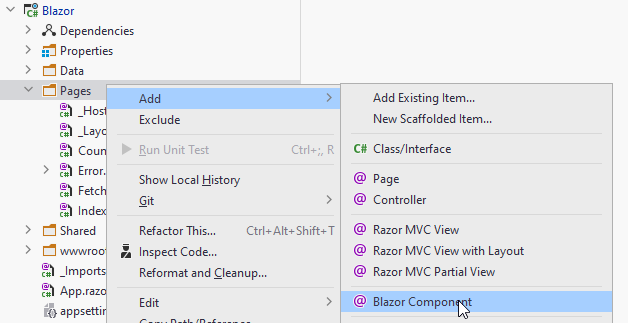 Blazor
Dependencies
Properties
Data
Pages
_Host
_Layo
Coun
Error.
Fetch
Index
Shared
wwwroot
_Imports
App.razo
appsettin
Add
Exclude
Run Unit Test Ctrl+;, R
Show Local History
Git
Refactor This... Ctrl+Alt+Shift+T
Inspect Code...
Reformat and Cleanup...
Edit
Copy Path/Reference
Add Existing Item...
New Scaffolded Item...
C# Class/Interface
@ Page
@ Controller
@ Razor MVC View
@ Razor MVC View with Layout
@ Razor MVC Partial View
@ Blazor Component